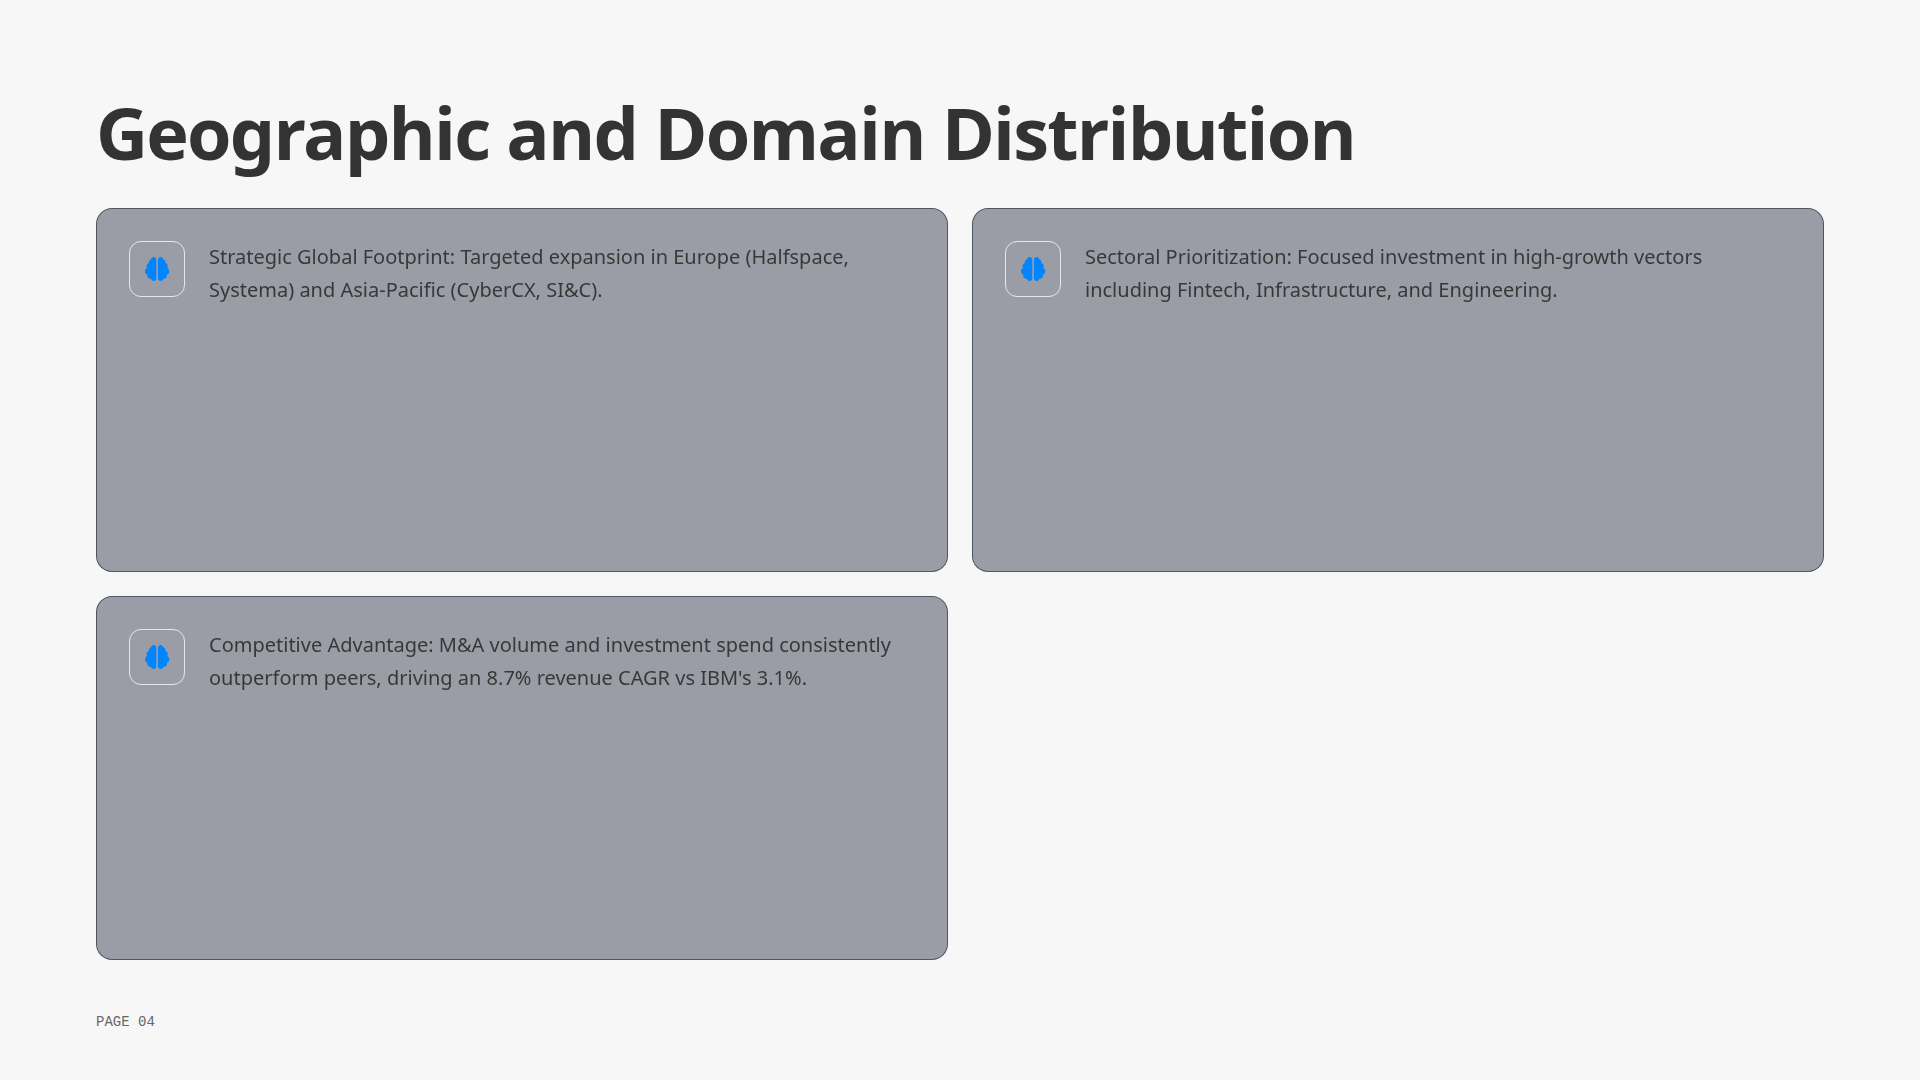 Geographic and Domain Distribution
Strategic Global Footprint: Targeted expansion in Europe (Halfspace,
Systema) and Asia-Pacific (CyberCX, SI&C).
Sectoral Prioritization: Focused investment in high-growth vectors
including Fintech, Infrastructure, and Engineering.
Competitive Advantage: M&A volume and investment spend consistently
outperform peers, driving an 8.7% revenue CAGR vs IBM's 3.1%.
PAGE 04